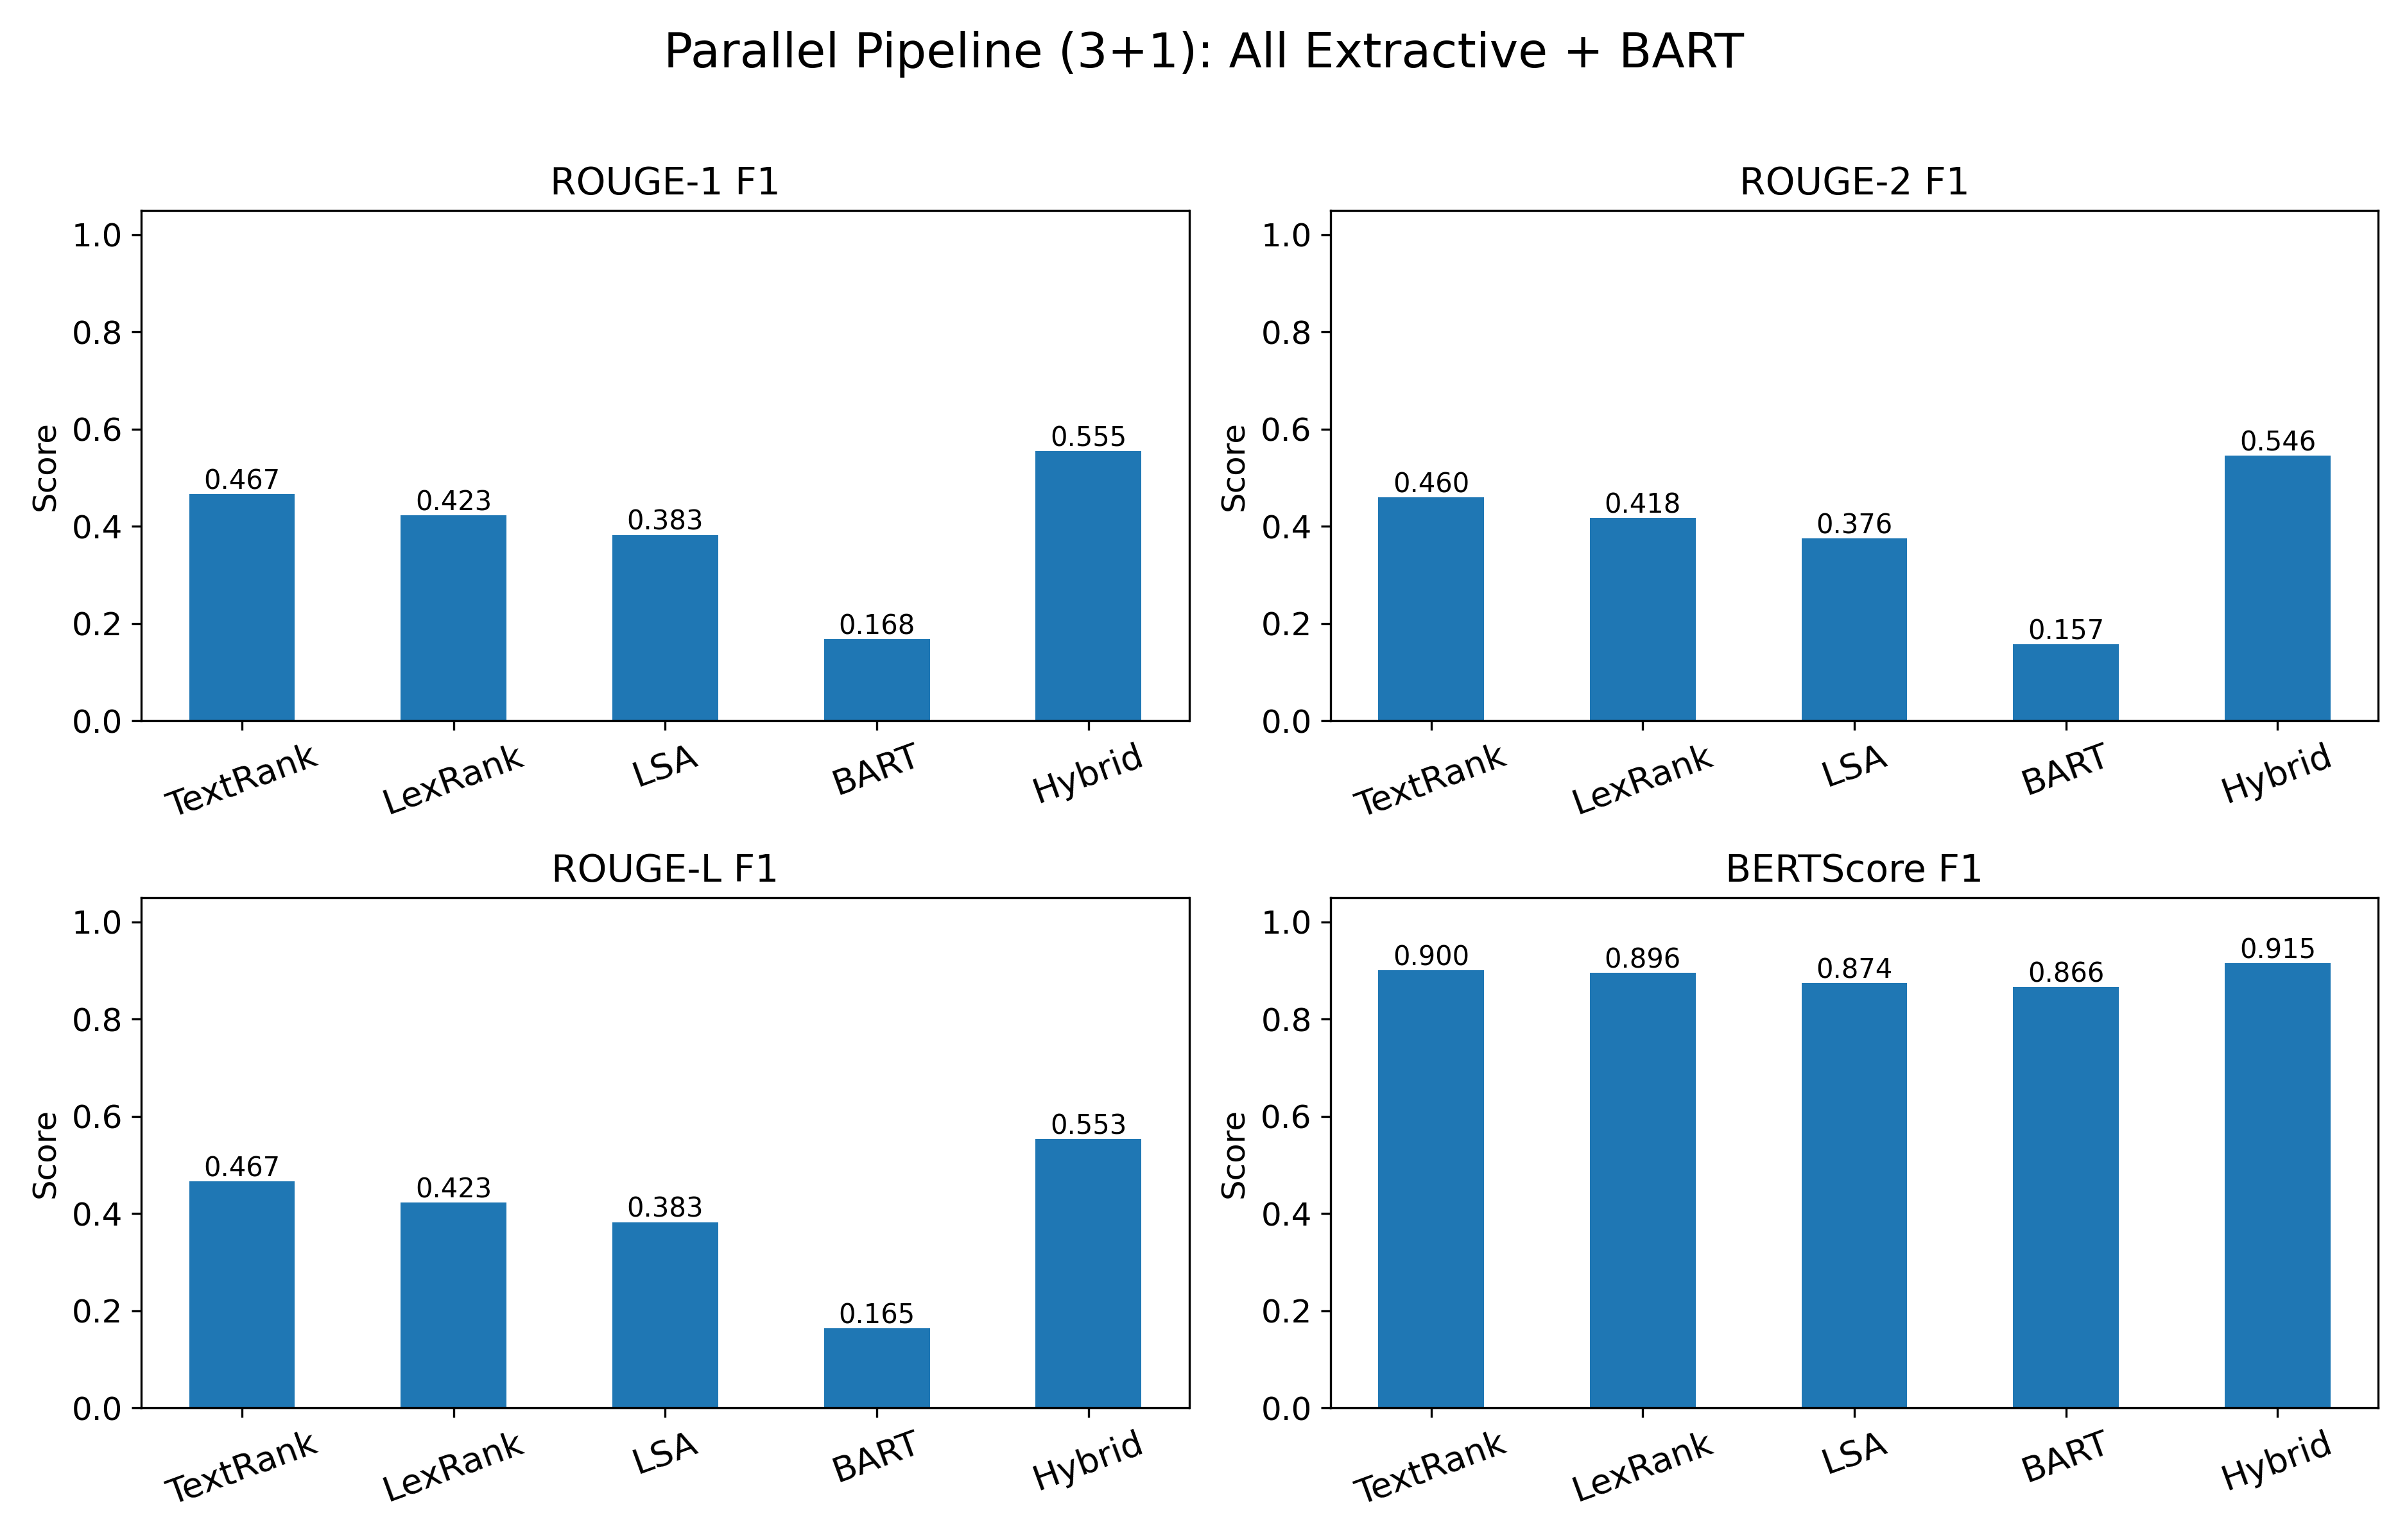 Parallel Pipeline (3+1): All Extractive + BART
ROUGE-1 F1
Score
1.0
0.8
0.6
0.4
0.2
0.0
0.467
0.423
0.383
0.168
0.555
TextRank
LexRank
LSA
BART
Hybrid
ROUGE-2 F1
Score
1.0
0.8
0.6
0.4
0.2
0.0
0.460
0.418
0.376
0.157
0.546
TextRank
LexRank
LSA
BART
Hybrid
ROUGE-L F1
Score
1.0
0.8
0.6
0.4
0.2
0.0
0.467
0.423
0.383
0.165
0.553
TextRank
LexRank
LSA
BART
Hybrid
BERTScore F1
Score
1.0
0.8
0.6
0.4
0.2
0.0
0.900
0.896
0.874
0.866
0.915
TextRank
LexRank
LSA
BART
Hybrid